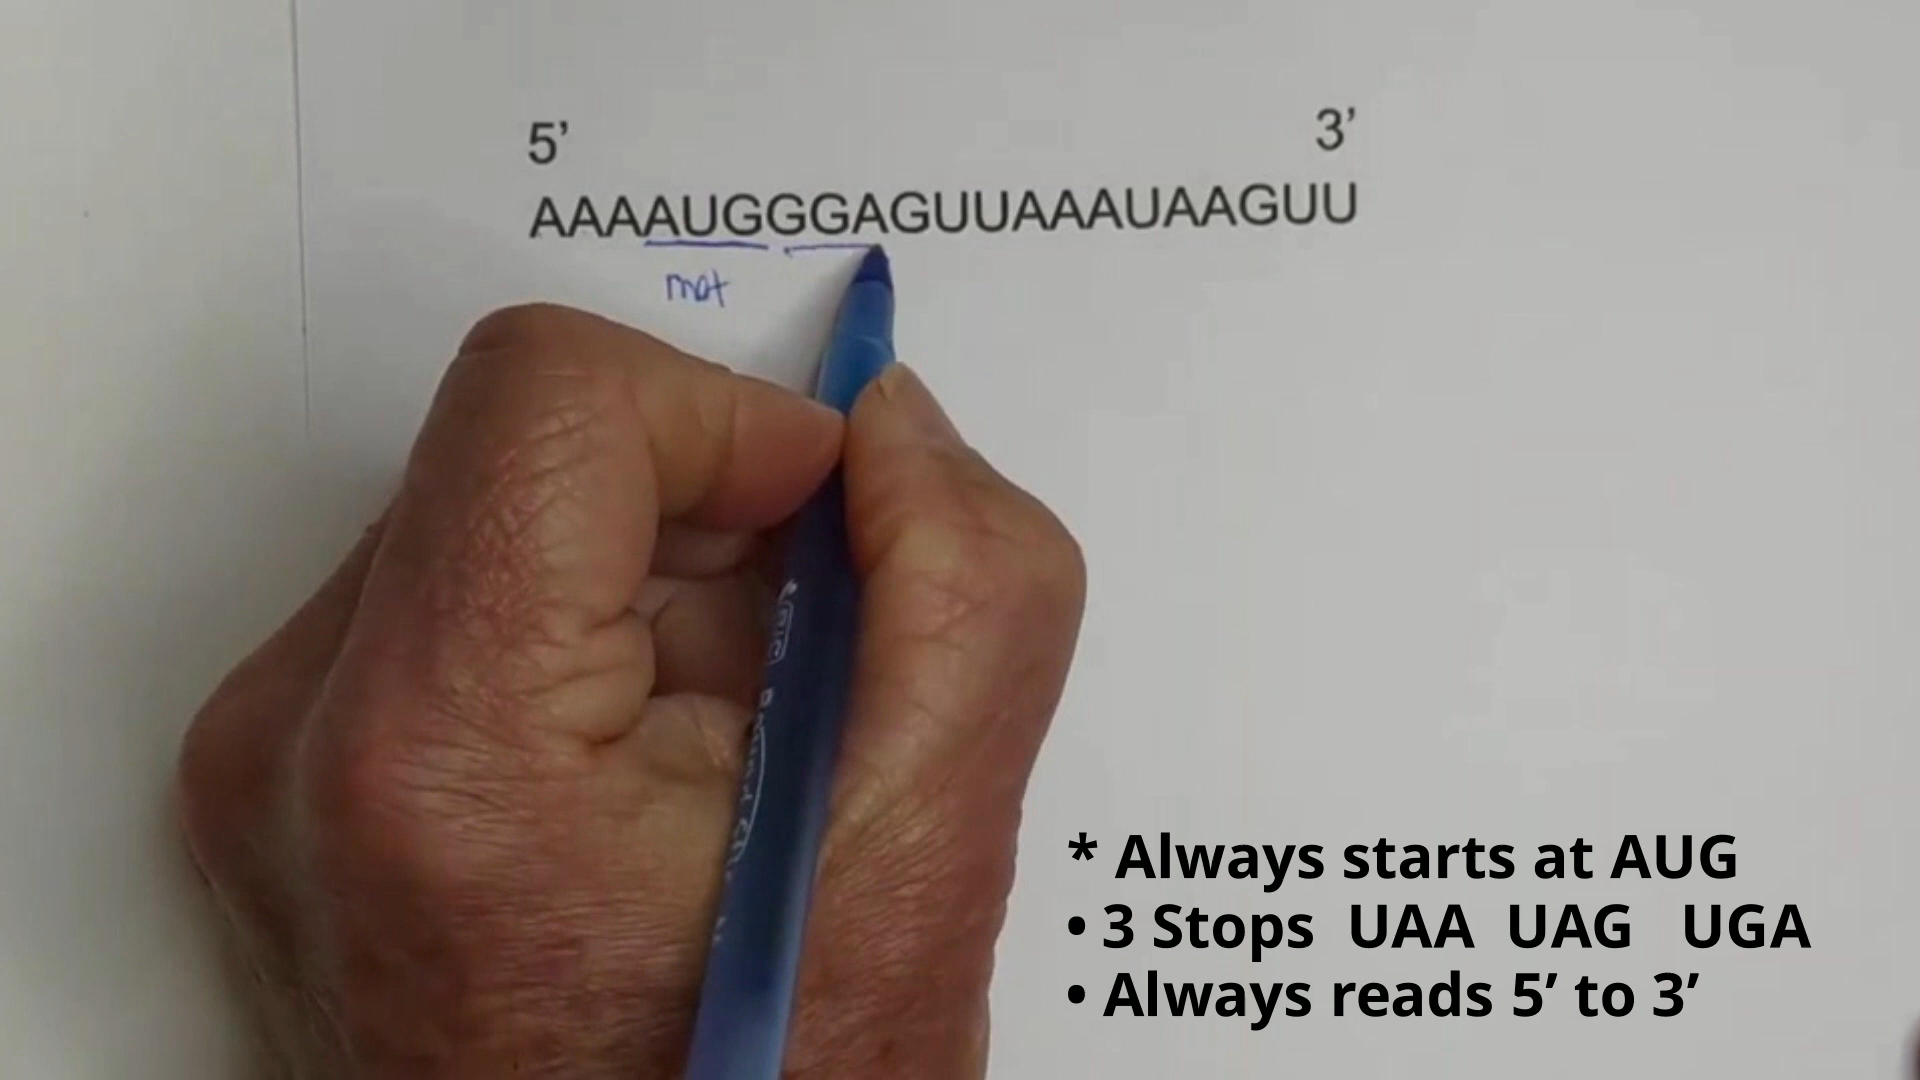 5’ 3’
AAAAUGGGAGUUAAAUAAGUU
met
* Always starts at AUG
• 3 Stops UAA UAG UGA
• Always reads 5’ to 3’